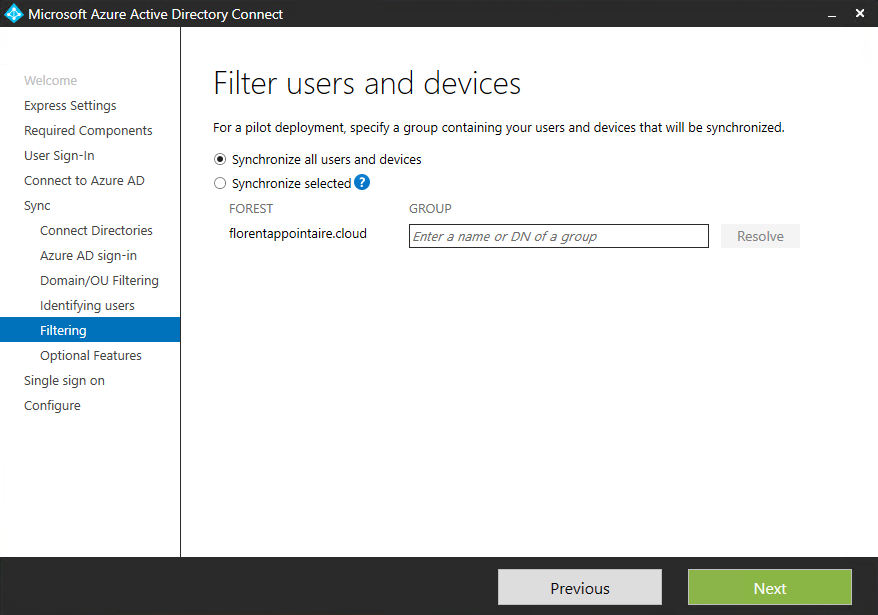 Microsoft Azure Active Directory Connect
Welcome
Express Settings
Required Components
User Sign-In
Connect to Azure AD
Sync
Connect Directories
Azure AD sign-in
Domain/OU Filtering
Identifying users
Filtering
Optional Features
Single sign on
Configure
Filter users and devices
For a pilot deployment, specify a group containing your users and devices that will be synchronized.
Synchronize all users and devices
Synchronize selected ?
FOREST GROUP
florentappointaire.cloud Enter a name or DN of a group Resolve
Previous Next